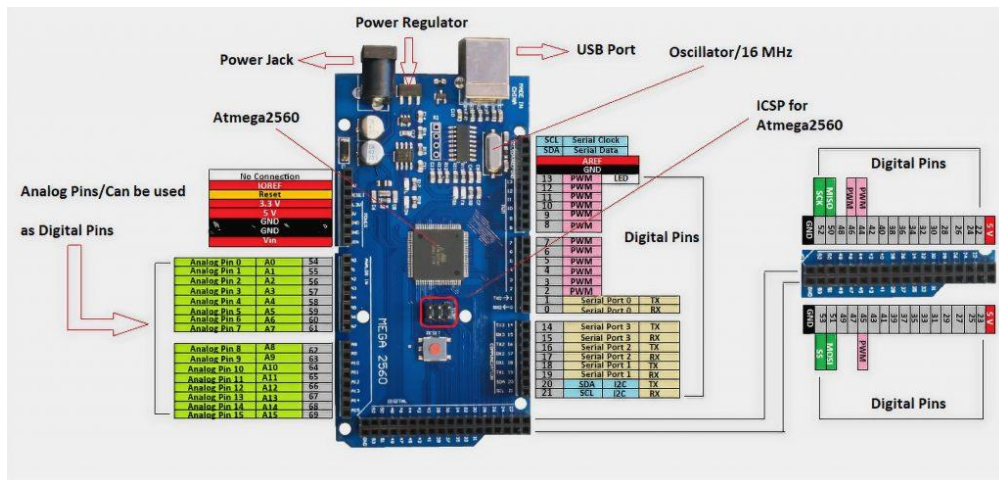 Power Regulator
Power Jack
USB Port
Oscillator/16 MHz
Atmega2560
ICSP for
Atmega2560
MADE IN
CHINA
SCL Serial Clock
SDA Serial Data
AREF
GND
13 PWM LED
12 PWM
11 PWM
10 PWM
9 PWM
8 PWM
7 PWM
6 PWM
5 PWM
4 PWM
3 PWM
2 PWM
1 Serial Port 0 TX
0 Serial Port 0 RX
14 Serial Port 3 TX
15 Serial Port 3 RX
16 Serial Port 2 TX
17 Serial Port 2 RX
18 Serial Port 1 TX
19 Serial Port 1 RX
20 SDA I2C TX
21 SCL I2C RX
Digital Pins
No Connection
IOREF
Reset
3.3 V
5 V
GND
GND
Vin
Analog Pins/Can be used
as Digital Pins
Analog Pin 0 A0 54
Analog Pin 1 A1 55
Analog Pin 2 A2 56
Analog Pin 3 A3 57
Analog Pin 4 A4 58
Analog Pin 5 A5 59
Analog Pin 6 A6 60
Analog Pin 7 A7 61
Analog Pin 8 A8 62
Analog Pin 9 A9 63
Analog Pin 10 A10 64
Analog Pin 11 A11 65
Analog Pin 12 A12 66
Analog Pin 13 A13 67
Analog Pin 14 A14 68
Analog Pin 15 A15 69
MEGA 2560
RESET
DIGITAL
Digital Pins
SCK MISO PWM PWM
GND 52 50 48 46 44 42 40 38 36 34 32 30 28 26 24 22 5 V
GND 53 51 49 47 45 43 41 39 37 35 33 31 29 27 25 23 5 V
SS MOSI PWM
Digital Pins